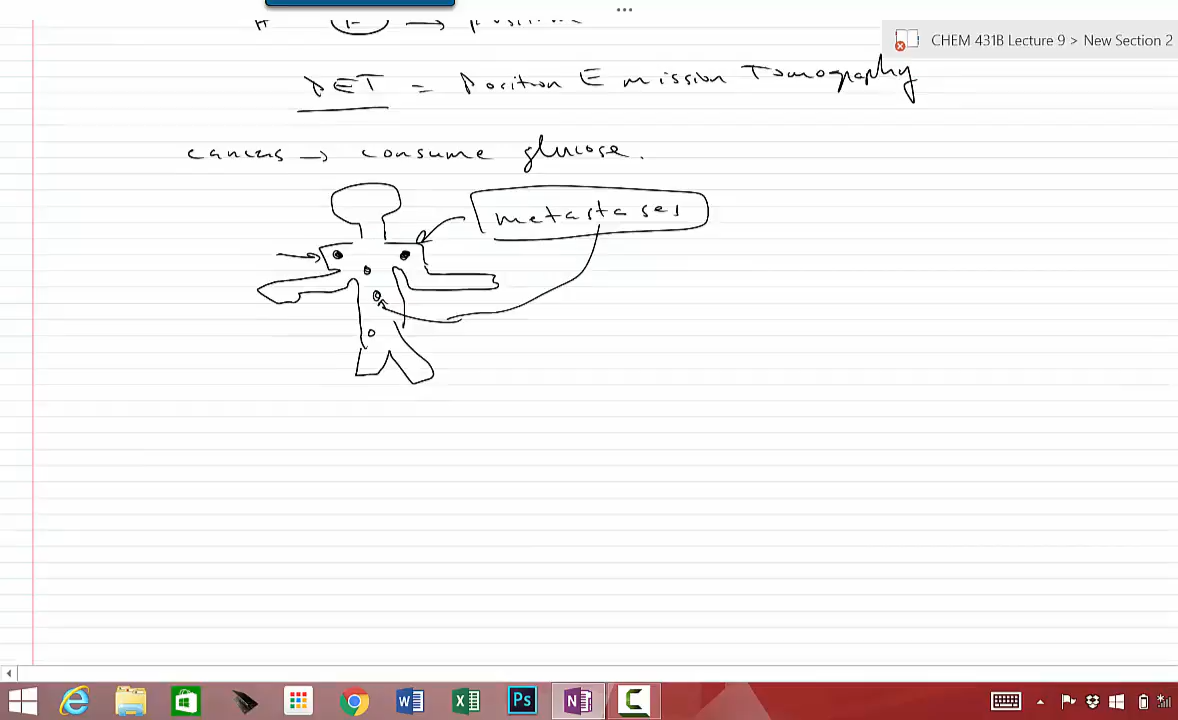 CHEM 431B Lecture 9 > New Section 2
PET = Positron Emission Tomography
cancers → consume glucose.
metastases